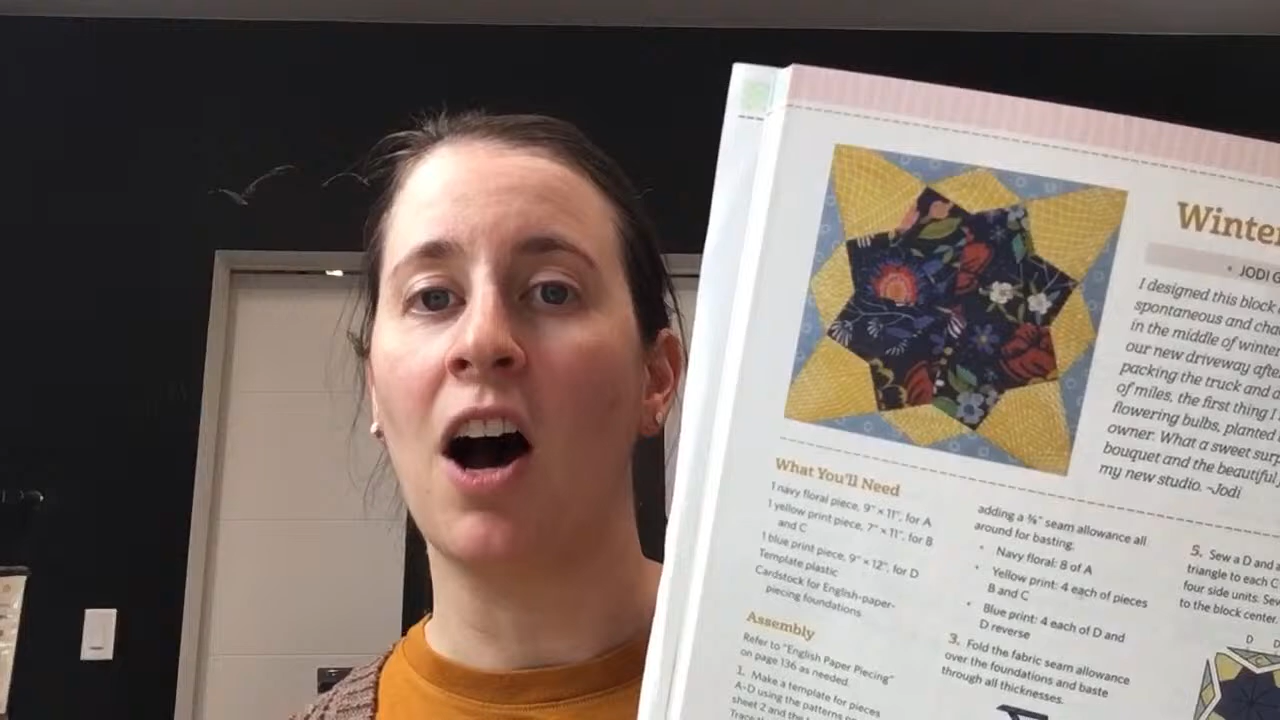 Winter
• JODI G
I designed this block
spontaneous and
in the middle of winter
our new driveway after
packing the truck and
of miles, the first thing I
flowering bulbs, planted
owner. What a sweet
bouquet and the beautiful
my new studio. -Jodi
What You'll Need
1 navy floral piece, 9" × 11", for A
1 yellow print piece, 7" × 11", for B
and C
1 blue print piece, 9" × 12", for D
Template plastic
Cardstock for English-paper-
piecing foundations
Assembly
Refer to "English Paper Piecing"
on page 136 as needed.
1. Make a template for pieces
A-D using the patterns on
sheet 2 and the
adding a ⅜" seam allowance all
around for basting.
• Navy floral: 8 of A
• Yellow print: 4 each of pieces
B and C
• Blue print: 4 each of D and
D reverse
3. Fold the fabric seam allowance
over the foundations and baste
through all thicknesses.
5. Sew a D and a
triangle to each C
four side units. Sew
to the block center.
D